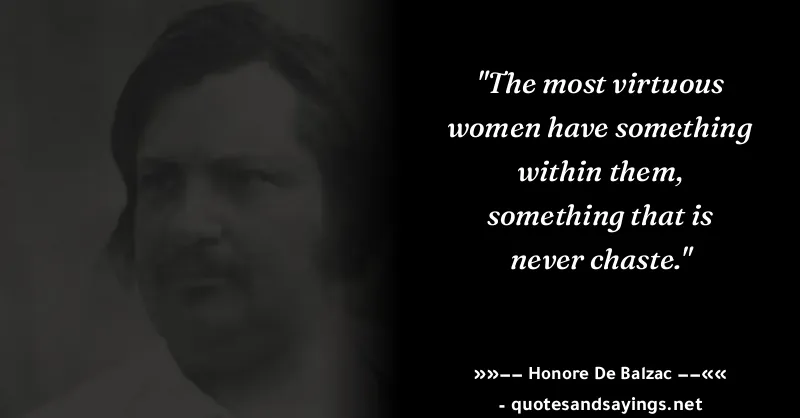 "The most virtuous
women have something
within them,
something that is
never chaste."
»»–– Honore De Balzac ––««
- quotesandsayings.net